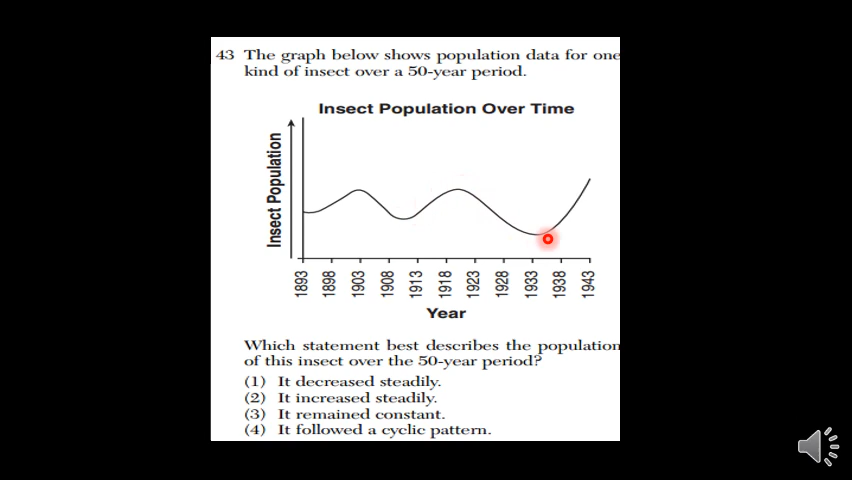 43 The graph below shows population data for one
kind of insect over a 50-year period.
Insect Population Over Time
Insect Population
1893
1898
1903
1908
1913
1918
1923
1928
1933
1938
1943
Year
Which statement best describes the population
of this insect over the 50-year period?
(1) It decreased steadily.
(2) It increased steadily.
(3) It remained constant.
(4) It followed a cyclic pattern.